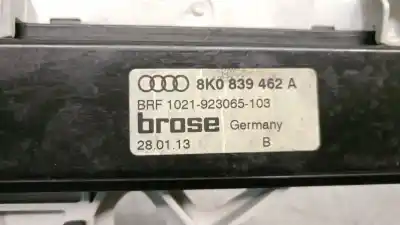 8K0 839 462 A
BRF 1021-923065-103
brose Germany
28.01.13 B